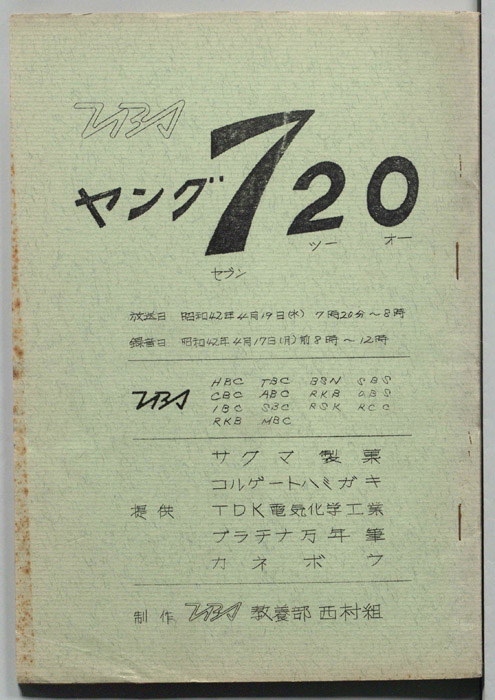 TBS
ヤング720
セブン ツー オー
放送日 昭和42年4月19日(水) 7時20分～8時
録音日 昭和42年4月17日(月)前8時～12時
TBS
HBC TBC BSN SBS
CBC ABC RKB OBS
IBC SBC RSK RCC
RKB MBC
提供
サクマ製菓
コルゲートハミガキ
TDK電気化学工業
プラチナ万年筆
カネボウ
制作 TBS 教養部 西村組